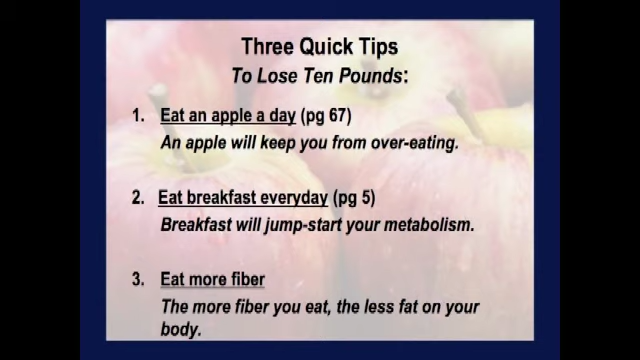 Three Quick Tips
To Lose Ten Pounds:
1. Eat an apple a day (pg 67)
An apple will keep you from over-eating.
2. Eat breakfast everyday (pg 5)
Breakfast will jump-start your metabolism.
3. Eat more fiber
The more fiber you eat, the less fat on your
body.